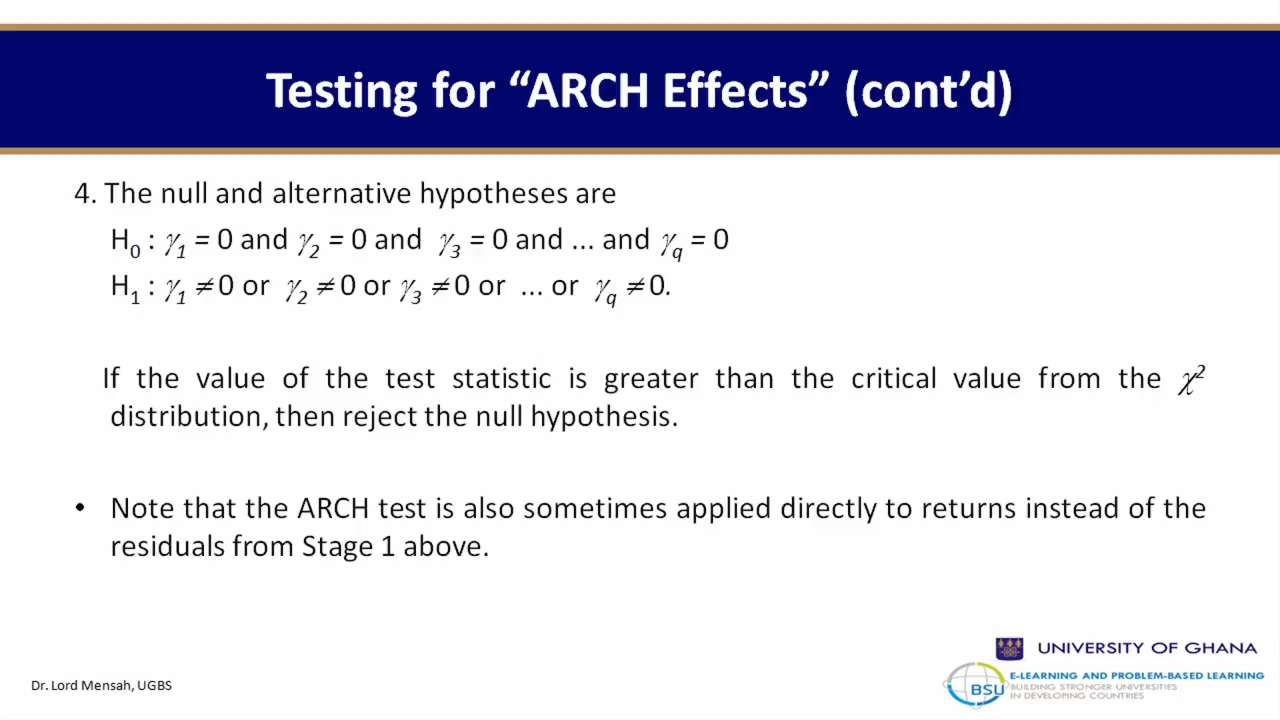 Testing for “ARCH Effects” (cont’d)
4. The null and alternative hypotheses are
H₀ : γ₁ = 0 and γ₂ = 0 and γ₃ = 0 and ... and γ_q = 0
H₁ : γ₁ ≠ 0 or γ₂ ≠ 0 or γ₃ ≠ 0 or ... or γ_q ≠ 0.
If the value of the test statistic is greater than the critical value from the χ²
distribution, then reject the null hypothesis.
• Note that the ARCH test is also sometimes applied directly to returns instead of the
residuals from Stage 1 above.
UNIVERSITY OF GHANA
Dr. Lord Mensah, UGBS
BSU
E-LEARNING AND PROBLEM-BASED LEARNING
BUILDING STRONGER UNIVERSITIES
IN DEVELOPING COUNTRIES